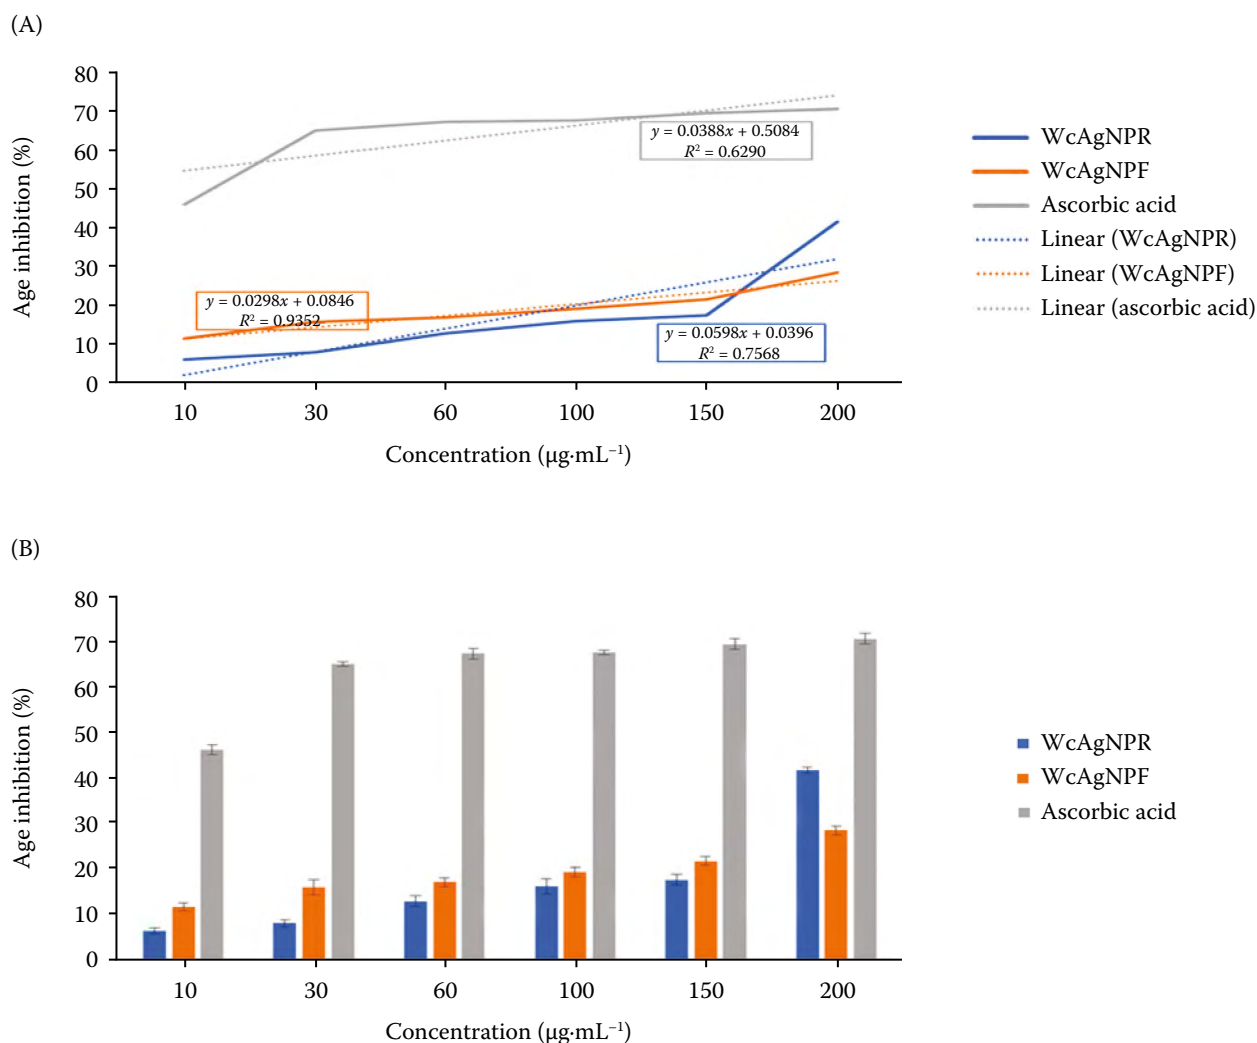 (A)
80
70
60
50
40
30
20
10
0
Age inhibition (%)
y = 0.0388x + 0.5084
R² = 0.6290
y = 0.0298x + 0.0846
R² = 0.9352
y = 0.0598x + 0.0396
R² = 0.7568
10 30 60 100 150 200
Concentration (µg·mL⁻¹)
WcAgNPR
WcAgNPF
Ascorbic acid
Linear (WcAgNPR)
Linear (WcAgNPF)
Linear (ascorbic acid)
(B)
80
70
60
50
40
30
20
10
0
Age inhibition (%)
10 30 60 100 150 200
Concentration (µg·mL⁻¹)
WcAgNPR
WcAgNPF
Ascorbic acid